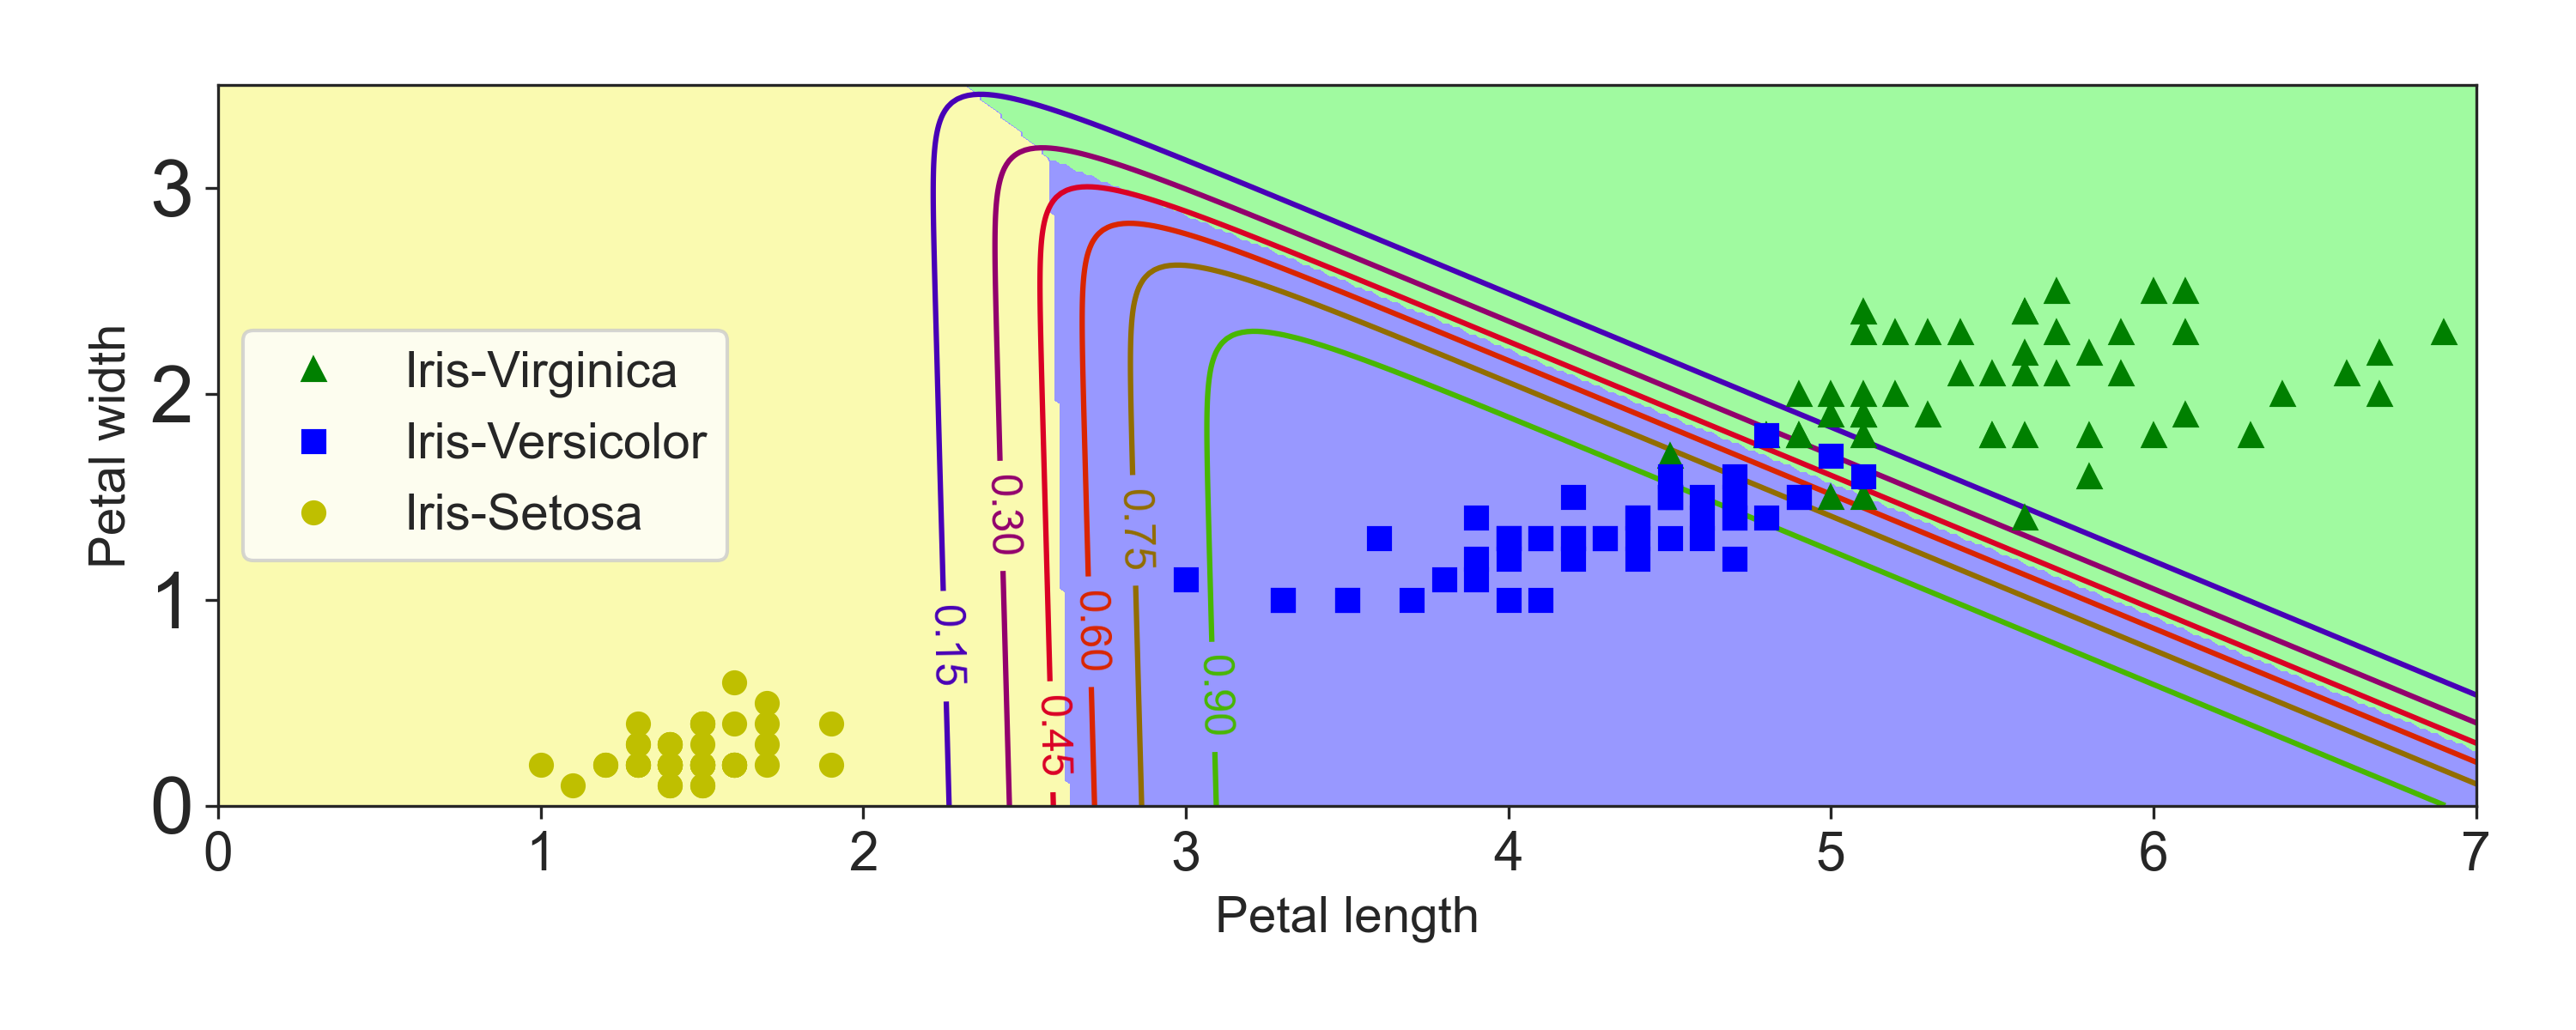 3
2
1
0
Petal width
Iris-Virginica
Iris-Versicolor
Iris-Setosa
0.15
0.30
0.45
0.60
0.75
0.90
0 1 2 3 4 5 6 7
Petal length